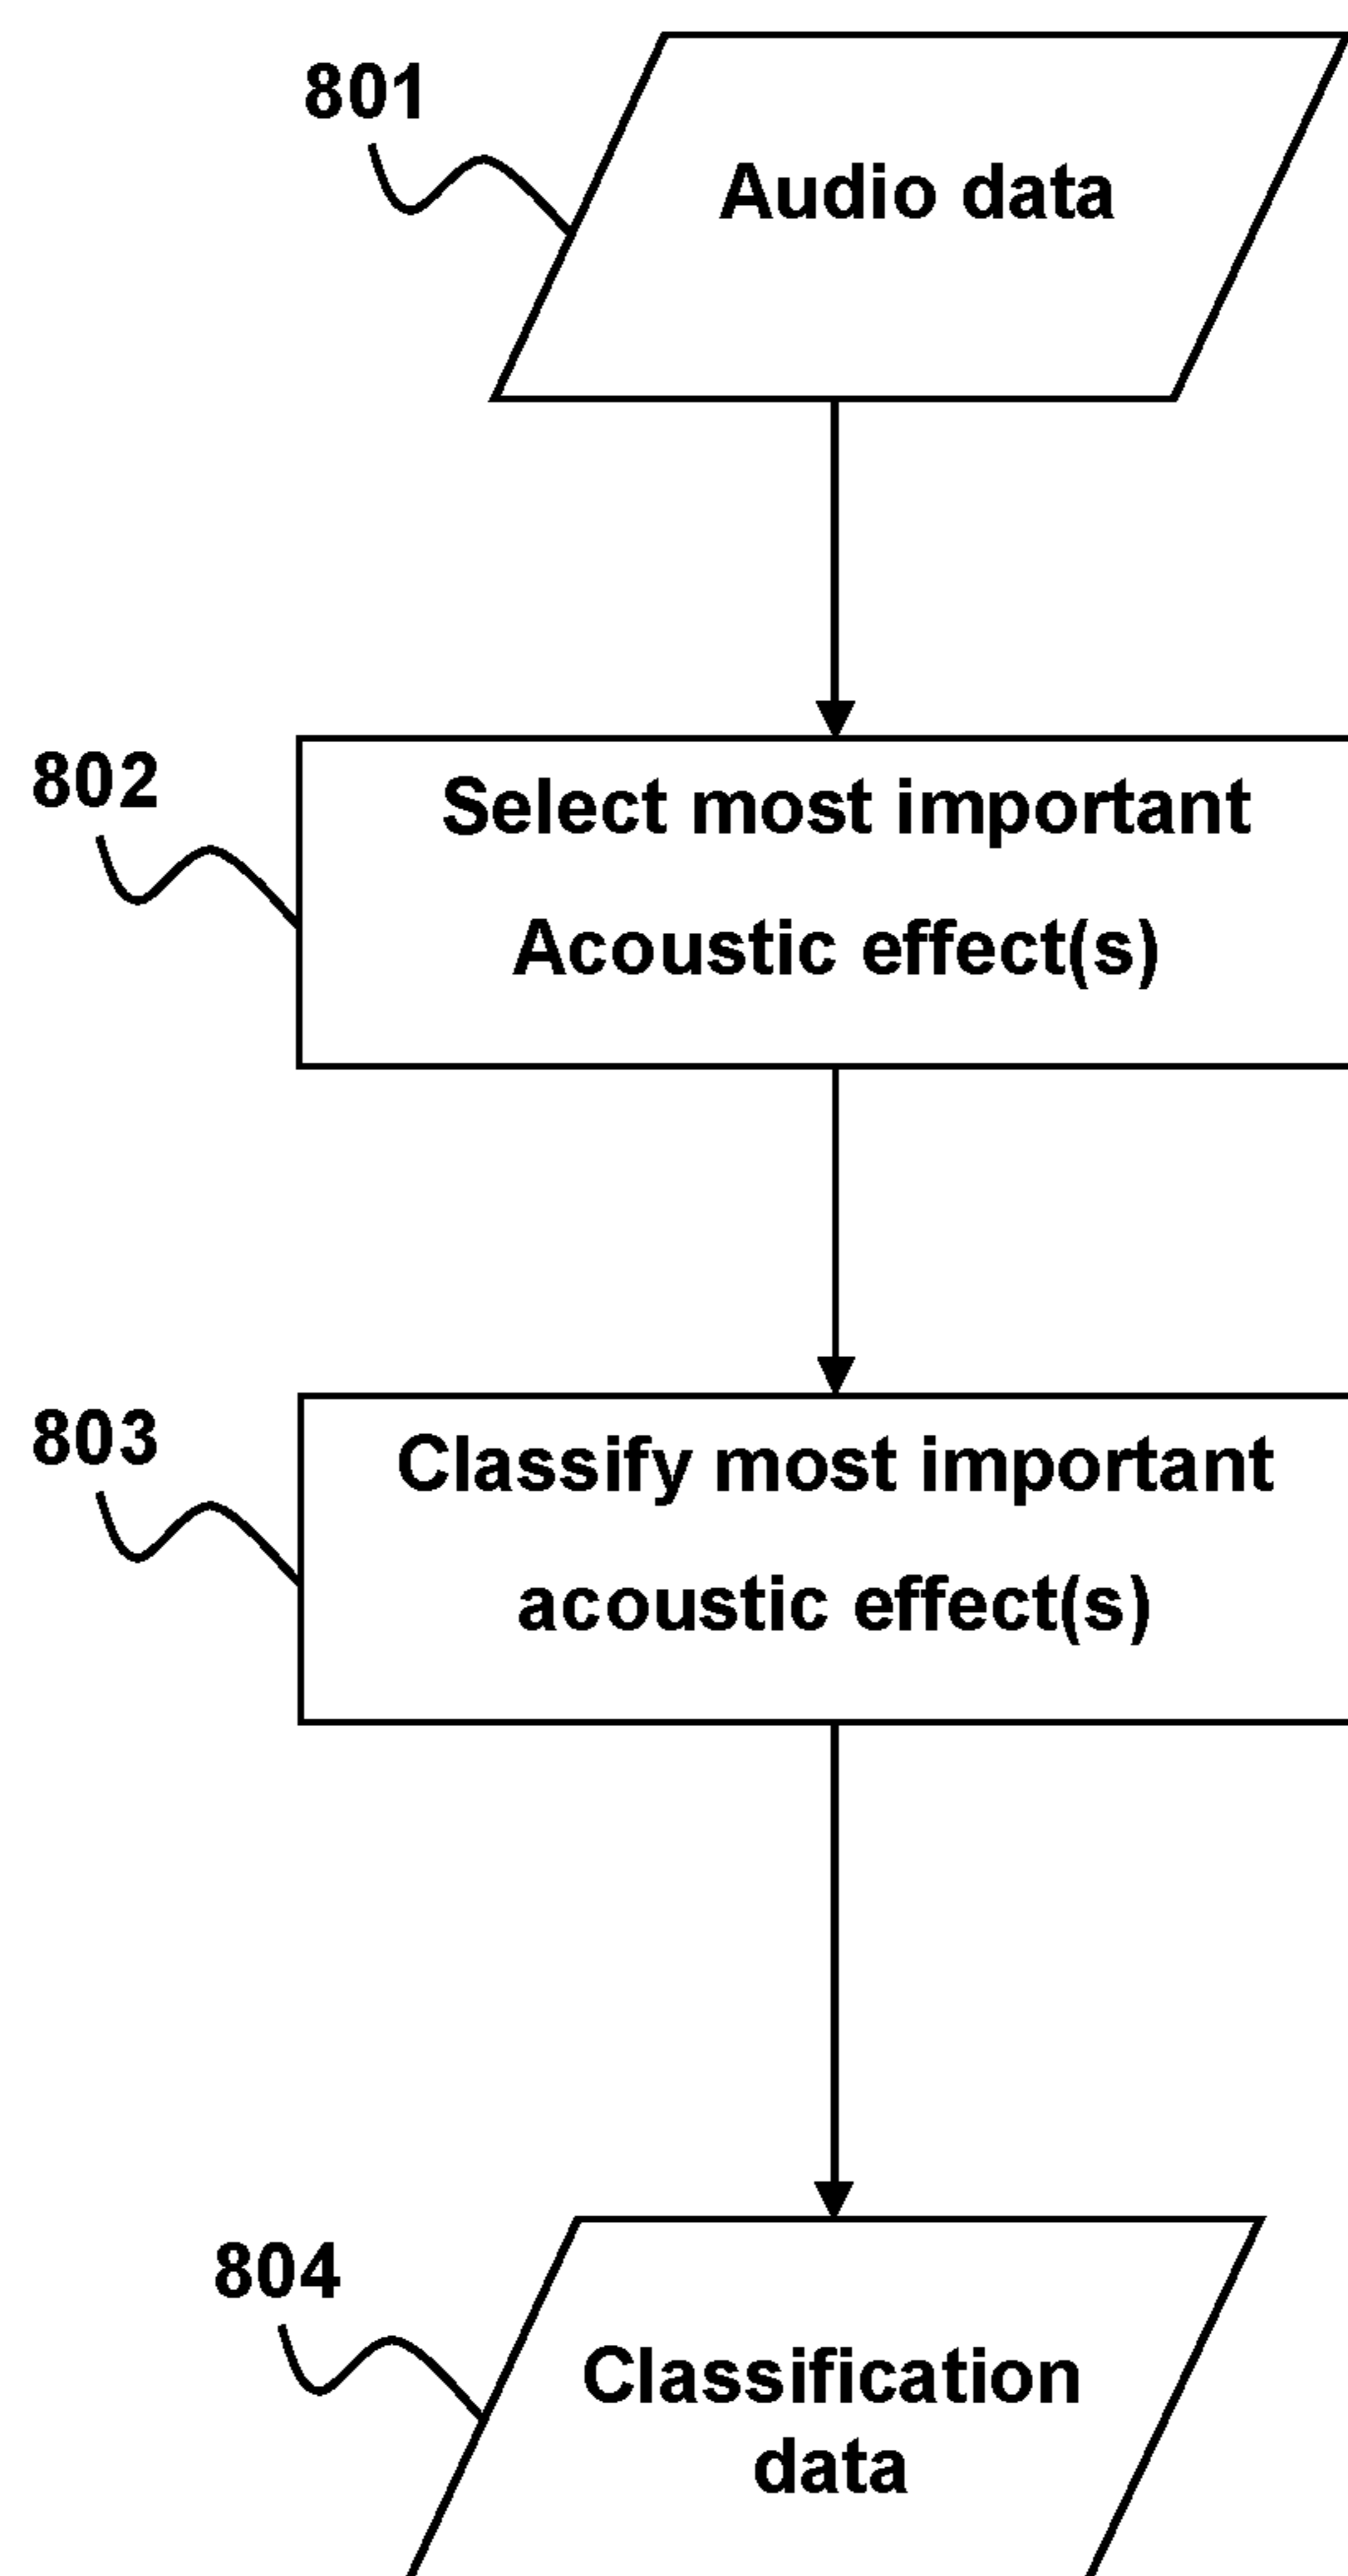 801
Audio data
802
Select most important
Acoustic effect(s)
803
Classify most important
acoustic effect(s)
804
Classification
data